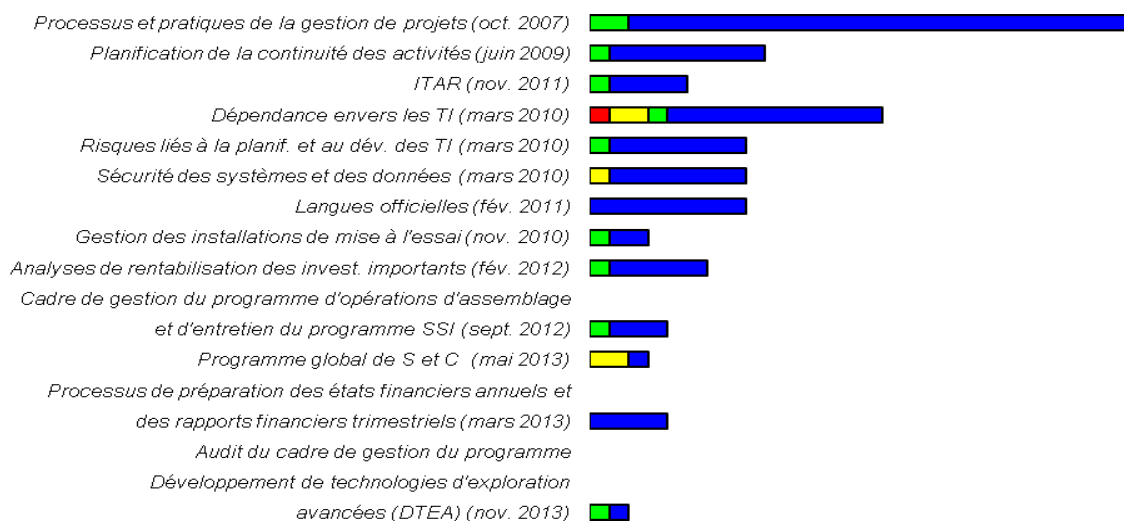 Processus et pratiques de la gestion de projets (oct. 2007)
Planification de la continuité des activités (juin 2009)
ITAR (nov. 2011)
Dépendance envers les TI (mars 2010)
Risques liés à la planif. et au dév. des TI (mars 2010)
Sécurité des systèmes et des données (mars 2010)
Langues officielles (fév. 2011)
Gestion des installations de mise à l'essai (nov. 2010)
Analyses de rentabilisation des invest. importants (fév. 2012)
Cadre de gestion du programme d'opérations d'assemblage
et d'entretien du programme SSI (sept. 2012)
Programme global de S et C (mai 2013)
Processus de préparation des états financiers annuels et
des rapports financiers trimestriels (mars 2013)
Audit du cadre de gestion du programme
Développement de technologies d'exploration
avancées (DTEA) (nov. 2013)